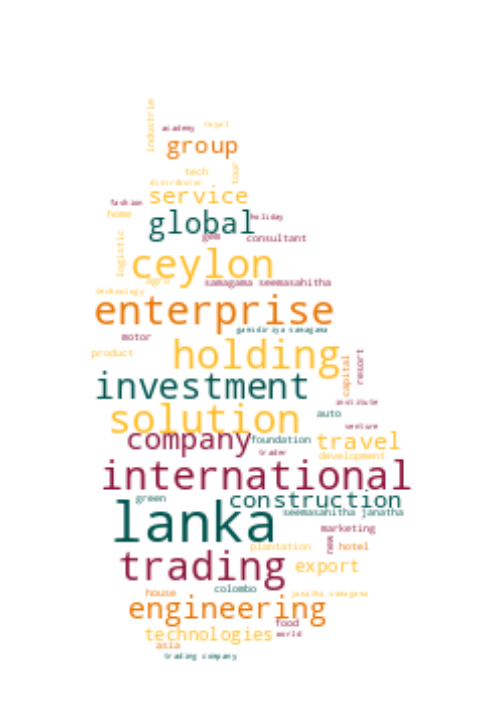 industrie
academy
royal
group
tech
distributor
tour
service
fashion
home
holiday
global
gem
consultant
logistic
ceylon
agro
samagama seemasahitha
technology
enterprise
gamidiriya samagama
motor
holding
product
capital
resort
investment
institute
solution
auto
venture
company
foundation
travel
trader
development
international
green
construction
lanka
seemasahitha janatha
marketing
new
plantation
hotel
trading
export
house
colombo
janatha samagama
engineering
food
technologies
world
asia
trading company